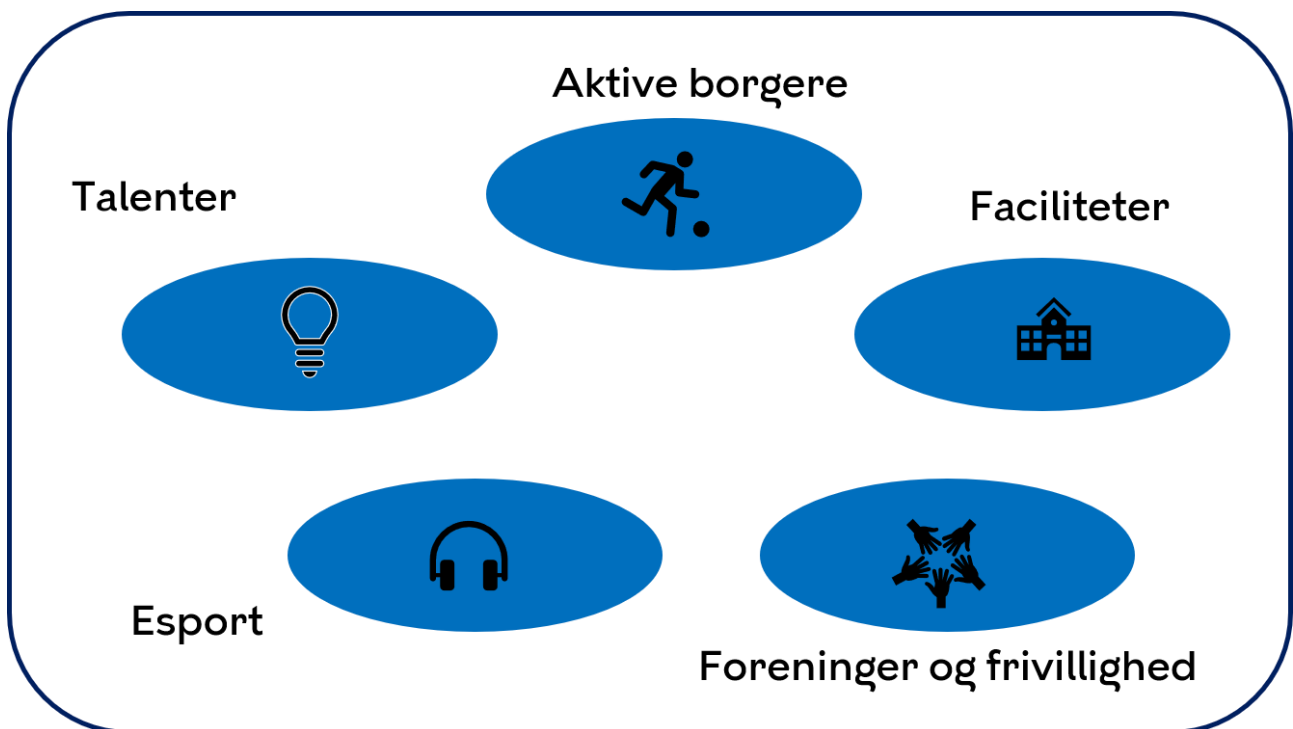 Aktive borgere
Talenter
Faciliteter
Esport
Foreninger og frivillighed